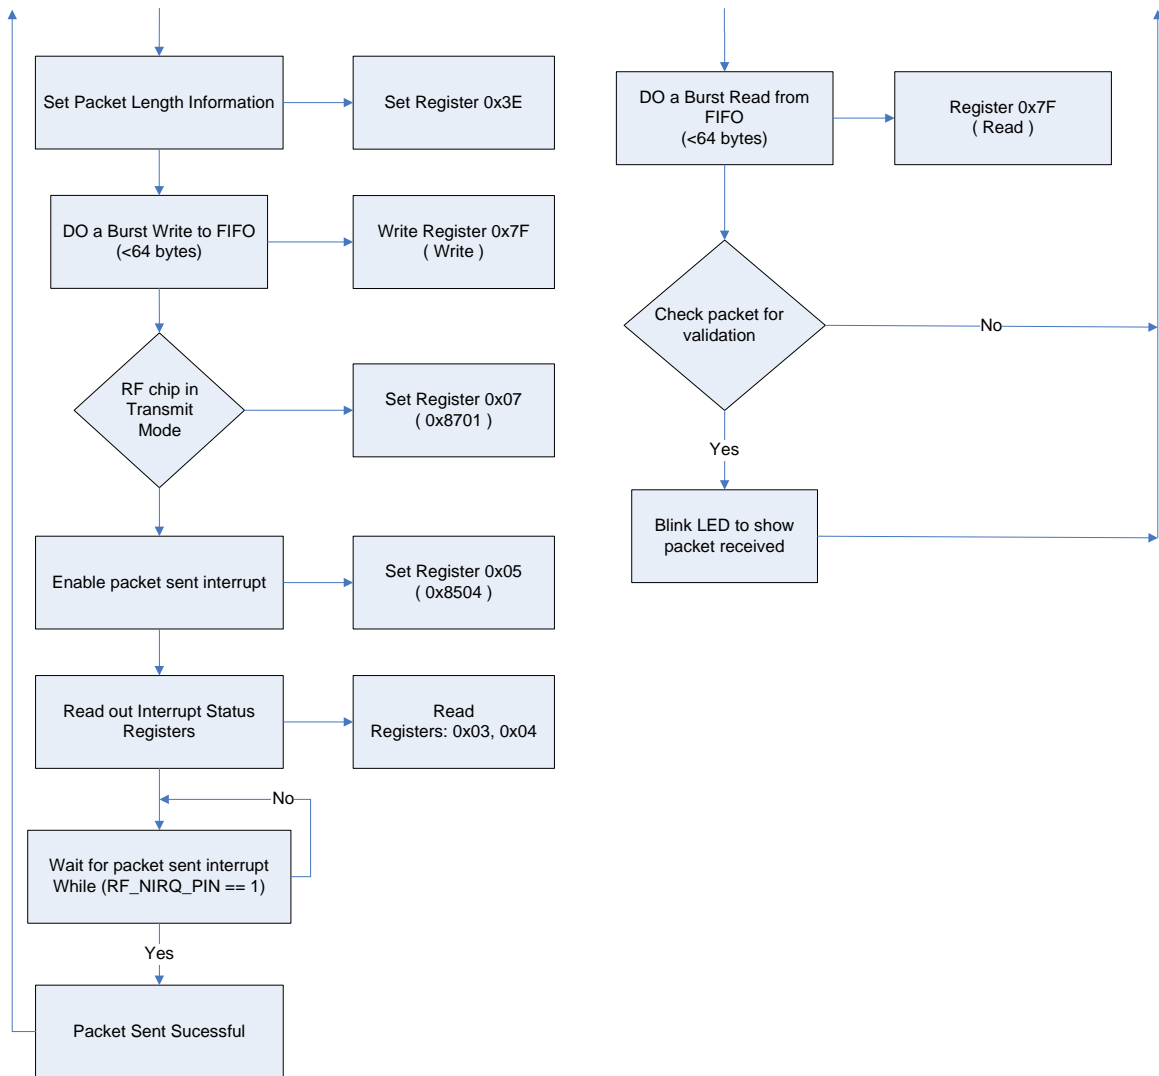 Set Packet Length Information
Set Register 0x3E
DO a Burst Write to FIFO
(<64 bytes)
Write Register 0x7F
( Write )
RF chip in
Transmit
Mode
Set Register 0x07
( 0x8701 )
Enable packet sent interrupt
Set Register 0x05
( 0x8504 )
Read out Interrupt Status
Registers
Read
Registers: 0x03, 0x04
No
Wait for packet sent interrupt
While (RF_NIRQ_PIN == 1)
Yes
Packet Sent Sucessful
DO a Burst Read from
FIFO
(<64 bytes)
Register 0x7F
( Read )
Check packet for
validation
No
Yes
Blink LED to show
packet received